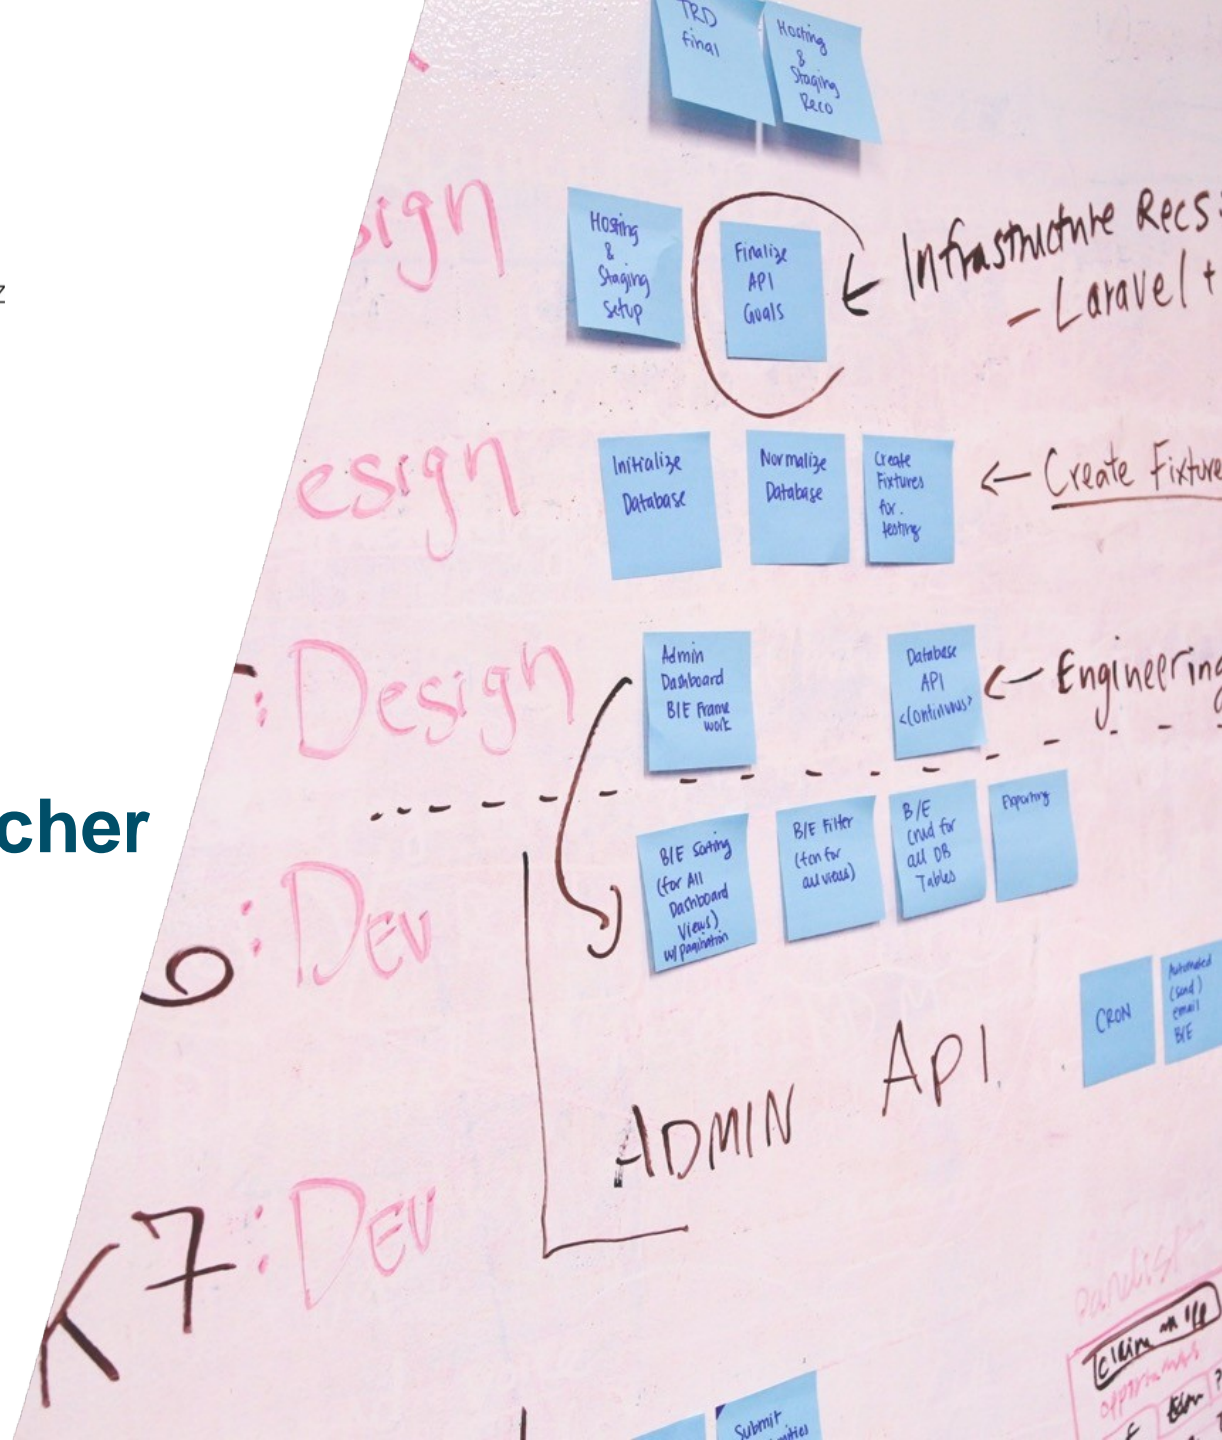 TRD
final
Hosting
&
Staging
Reco
sign
Hosting
&
Staging
Setup
Finalize
API
Goals
Infrastructure Recs:
- Laravel +
z
esign
Initialize
Database
Normalize
Database
Create
Fixtures
for
testing
← Create Fixture
: Design
Admin
Dashboard
B/E Frame
work
Database
API
<Continuous>
← Engineering
cher
6 : DEV
B/E Sorting
(for All
Dashboard
Views)
w/ Pagination
B/E Filter
all views)
B/E
Crud for
all DB
Tables
Exporting
CRON
Automated
(send)
email
B/E
ADMIN API
K 7 : DEV
panelist
Submit